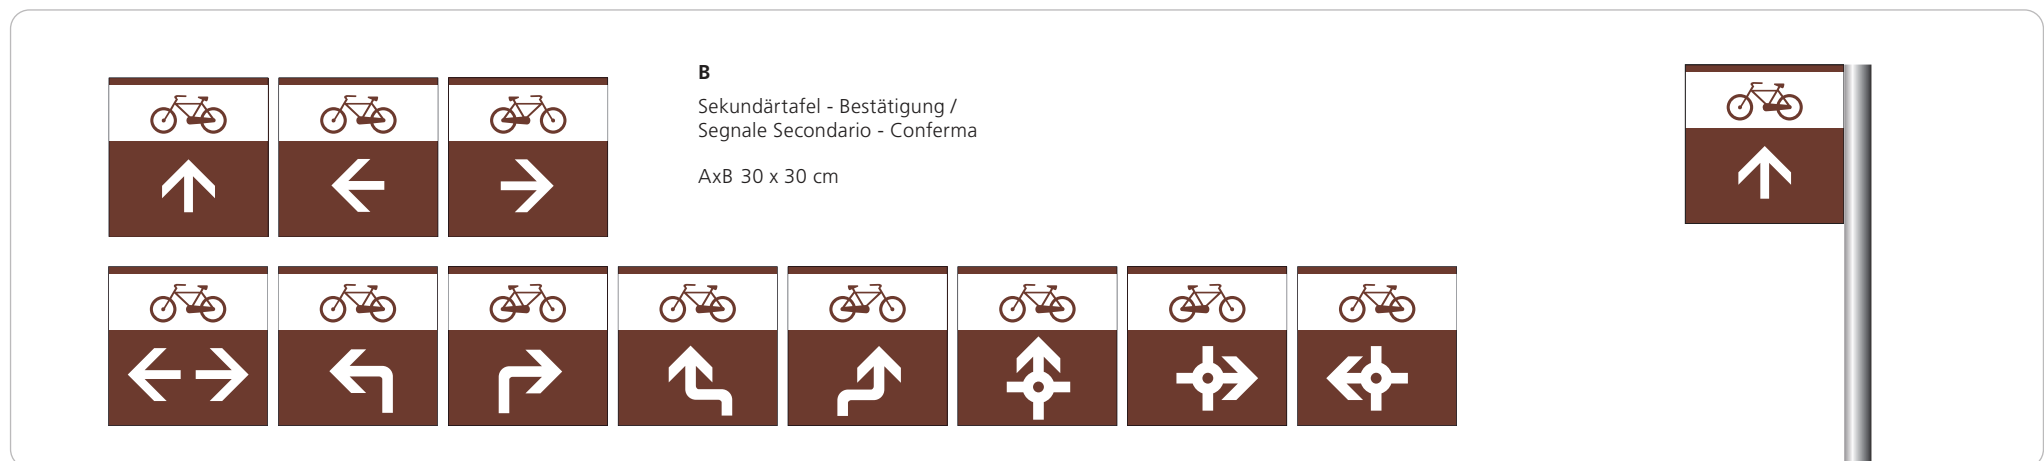 B
Sekundärtafel - Bestätigung /
Segnale Secondario - Conferma
AxB 30 x 30 cm